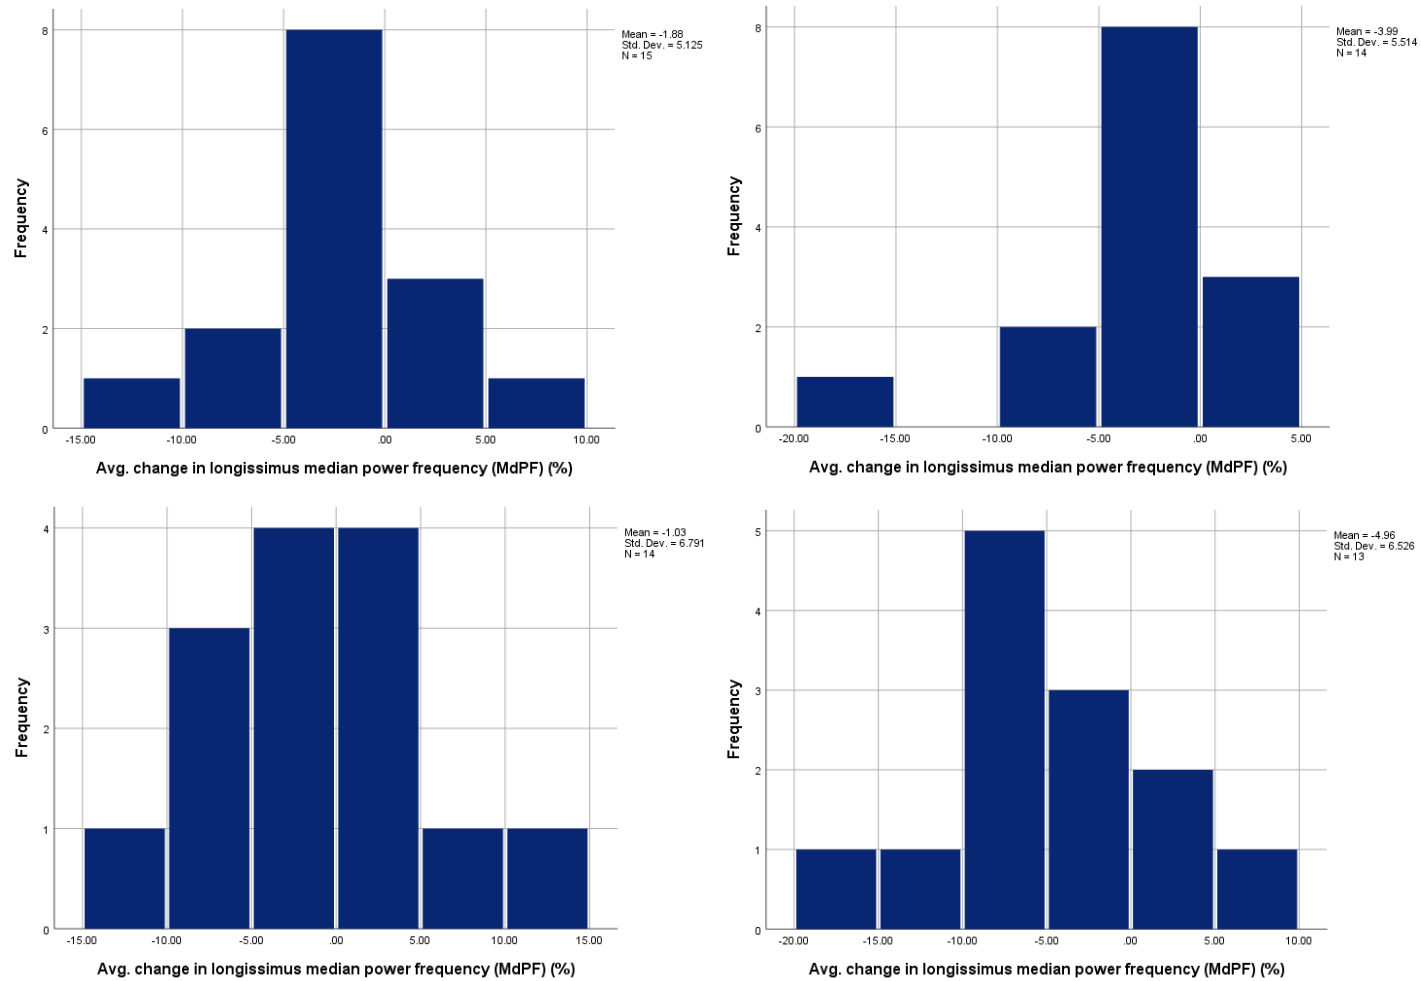 Mean = -1.88
Std. Dev. = 5.125
N = 15
8
6
4
2
0
Frequency
-15.00 -10.00 -5.00 .00 5.00 10.00
Avg. change in longissimus median power frequency (MdPF) (%)
Mean = -3.99
Std. Dev. = 5.514
N = 14
8
6
4
2
0
Frequency
-20.00 -15.00 -10.00 -5.00 .00 5.00
Avg. change in longissimus median power frequency (MdPF) (%)
Mean = -1.03
Std. Dev. = 6.791
N = 14
4
3
2
1
0
Frequency
-15.00 -10.00 -5.00 .00 5.00 10.00 15.00
Avg. change in longissimus median power frequency (MdPF) (%)
Mean = -4.96
Std. Dev. = 6.526
N = 13
5
4
3
2
1
0
Frequency
-20.00 -15.00 -10.00 -5.00 .00 5.00 10.00
Avg. change in longissimus median power frequency (MdPF) (%)